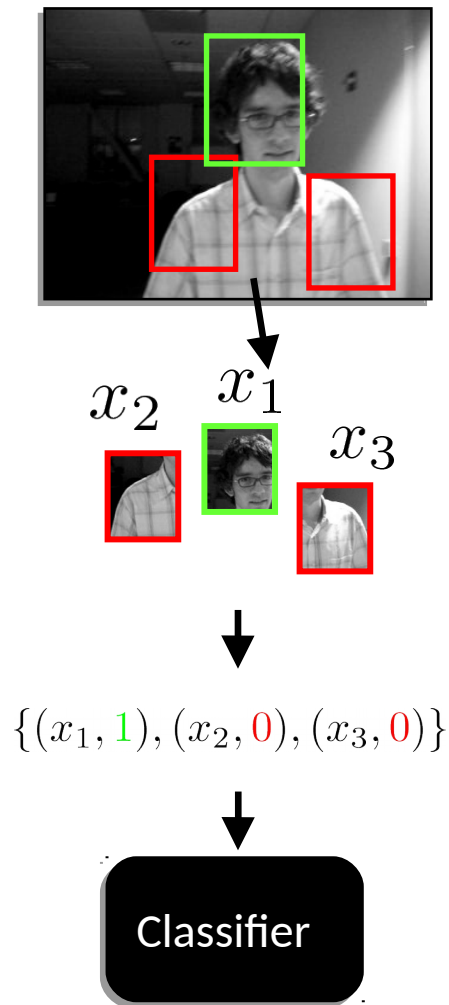 x₁
x₂
x₃
{(x₁, 1), (x₂, 0), (x₃, 0)}
Classifier